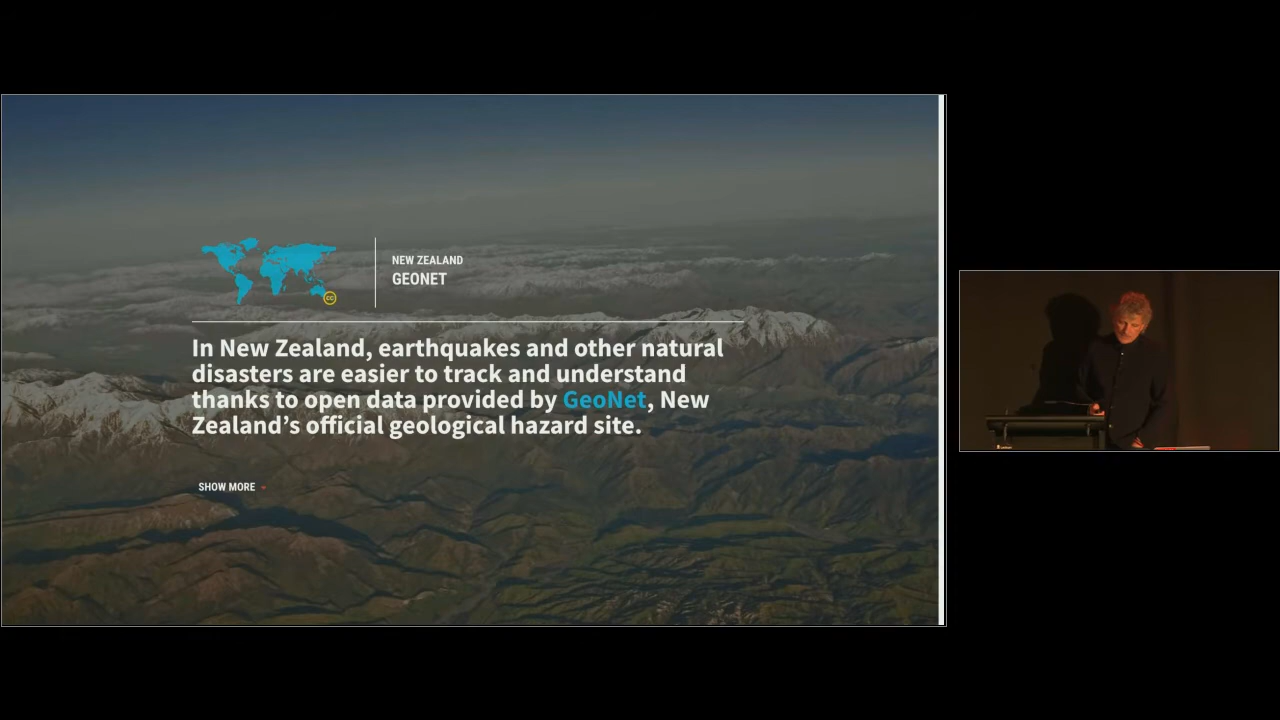 NEW ZEALAND
GEONET
cc
In New Zealand, earthquakes and other natural
disasters are easier to track and understand
thanks to open data provided by GeoNet, New
Zealand’s official geological hazard site.
SHOW MORE